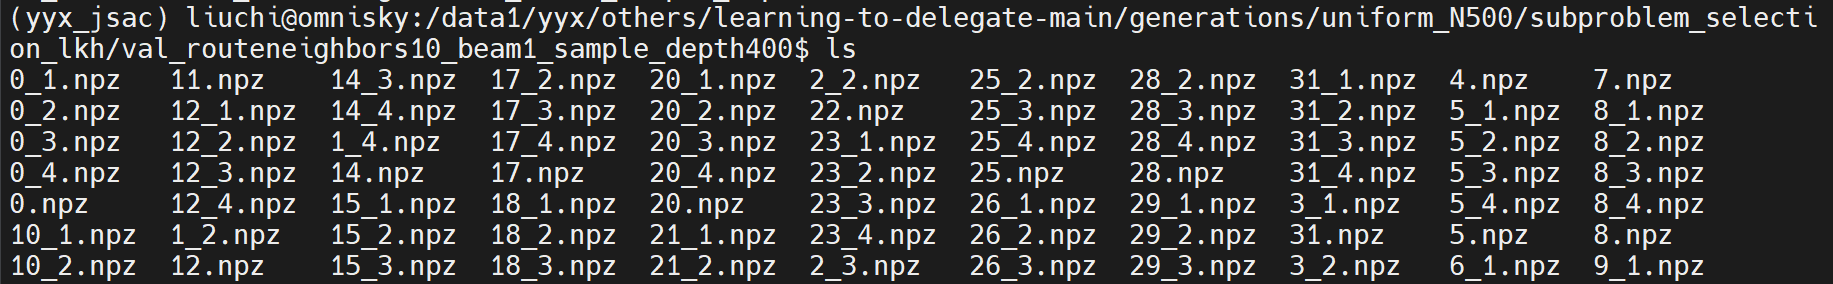 (yyx_jsac) liuchi@omnisky:/data1/yyx/others/learning-to-delegate-main/generations/uniform_N500/subproblem_selecti
on_lkh/val_routeneighbors10_beam1_sample_depth400$ ls
0_1.npz 11.npz 14_3.npz 17_2.npz 20_1.npz 2_2.npz 25_2.npz 28_2.npz 31_1.npz 4.npz 7.npz
0_2.npz 12_1.npz 14_4.npz 17_3.npz 20_2.npz 22.npz 25_3.npz 28_3.npz 31_2.npz 5_1.npz 8_1.npz
0_3.npz 12_2.npz 1_4.npz 17_4.npz 20_3.npz 23_1.npz 25_4.npz 28_4.npz 31_3.npz 5_2.npz 8_2.npz
0_4.npz 12_3.npz 14.npz 17.npz 20_4.npz 23_2.npz 25.npz 28.npz 31_4.npz 5_3.npz 8_3.npz
0.npz 12_4.npz 15_1.npz 18_1.npz 20.npz 23_3.npz 26_1.npz 29_1.npz 3_1.npz 5_4.npz 8_4.npz
10_1.npz 1_2.npz 15_2.npz 18_2.npz 21_1.npz 23_4.npz 26_2.npz 29_2.npz 31.npz 5.npz 8.npz
10_2.npz 12.npz 15_3.npz 18_3.npz 21_2.npz 2_3.npz 26_3.npz 29_3.npz 3_2.npz 6_1.npz 9_1.npz